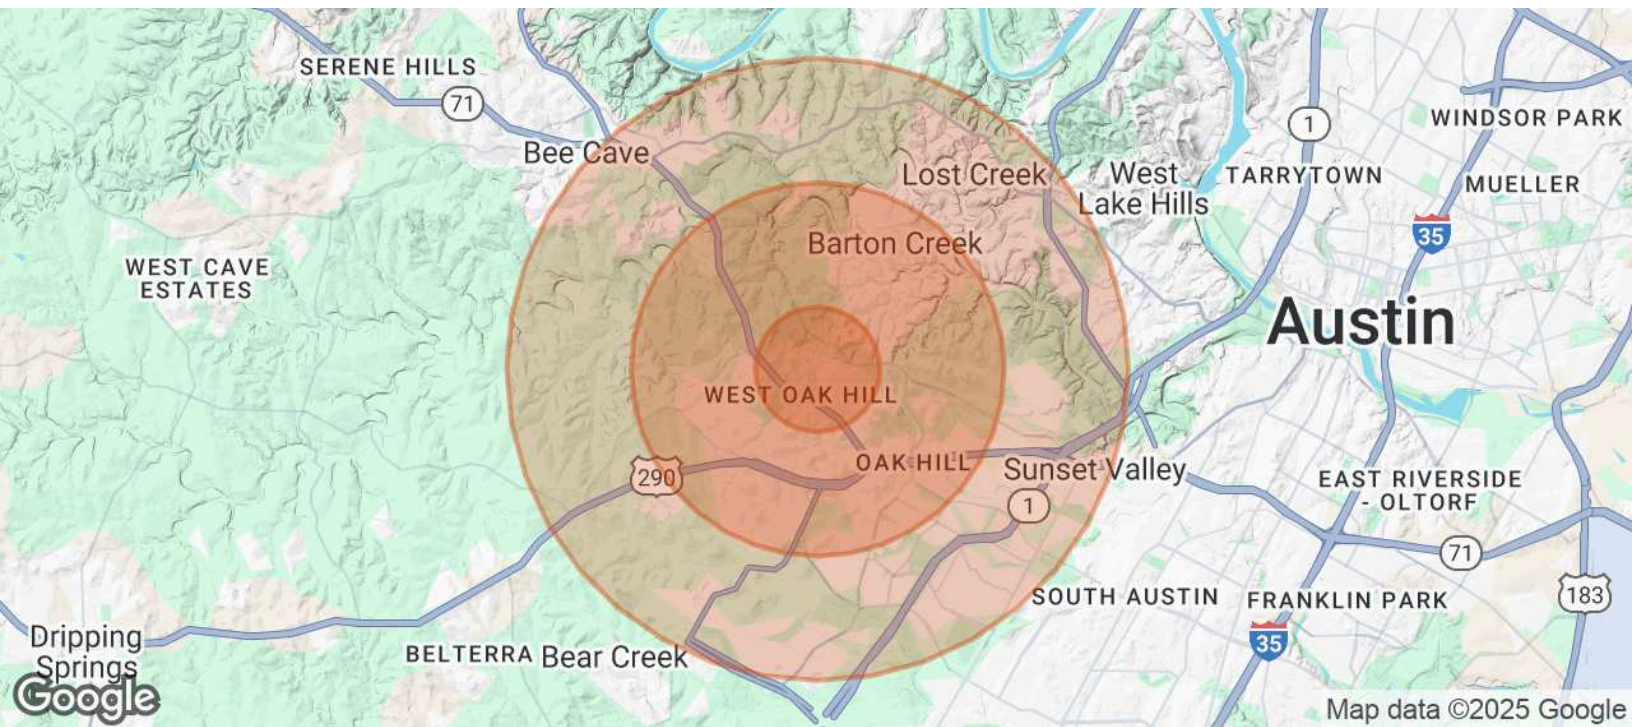 SERENE HILLS
71
Bee Cave
Lost Creek
West
Lake Hills
TARRYTOWN
1
WINDSOR PARK
MUELLER
35
Barton Creek
WEST CAVE
ESTATES
Austin
WEST OAK HILL
OAK HILL
290
Sunset Valley
1
EAST RIVERSIDE
- OLTORF
71
183
SOUTH AUSTIN
FRANKLIN PARK
35
Dripping
Springs
BELTERRA
Bear Creek
Google
Map data ©2025 Google